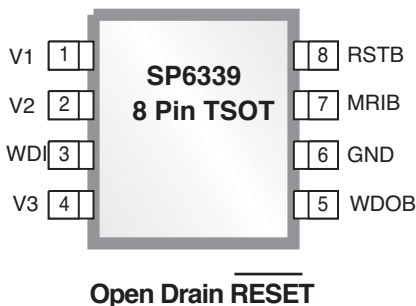 V1 1 SP6339 8 RSTB
V2 2 8 Pin TSOT 7 MRIB
WDI 3 6 GND
V3 4 5 WDOB
Open Drain RESET